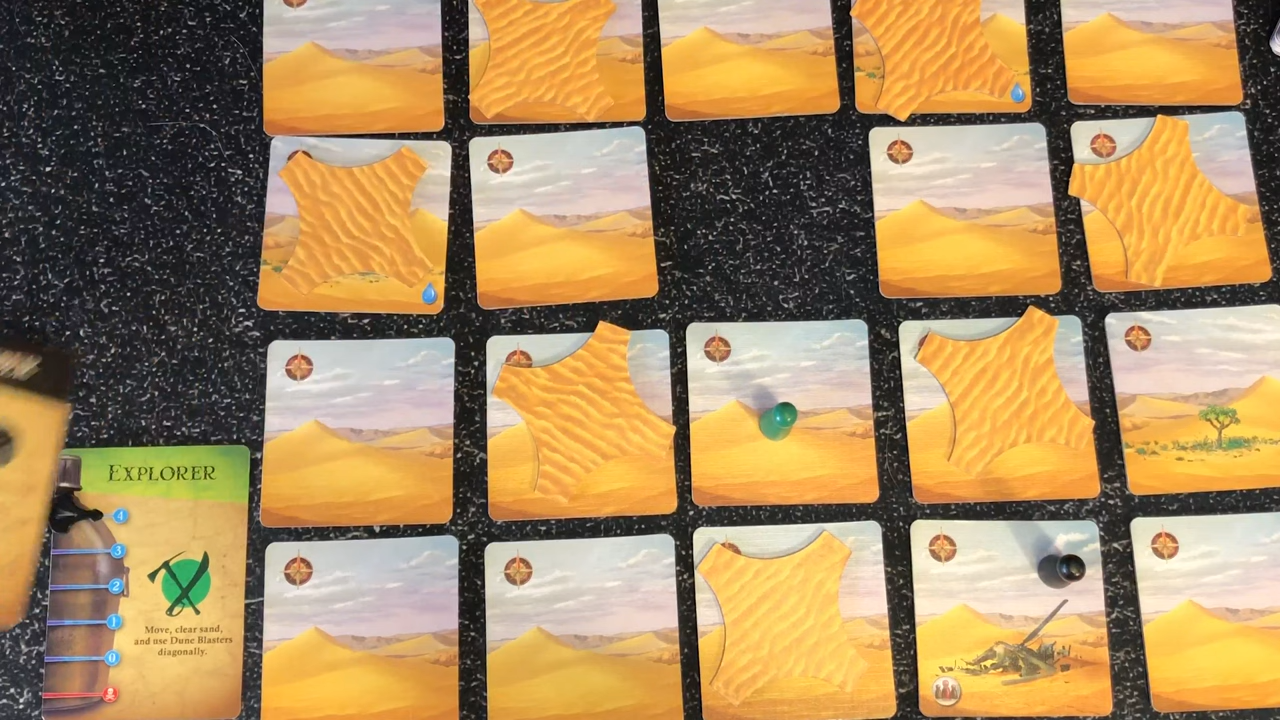 EXPLORER
4
3
2
1
0
Move, clear sand,
and use Dune Blasters
diagonally.